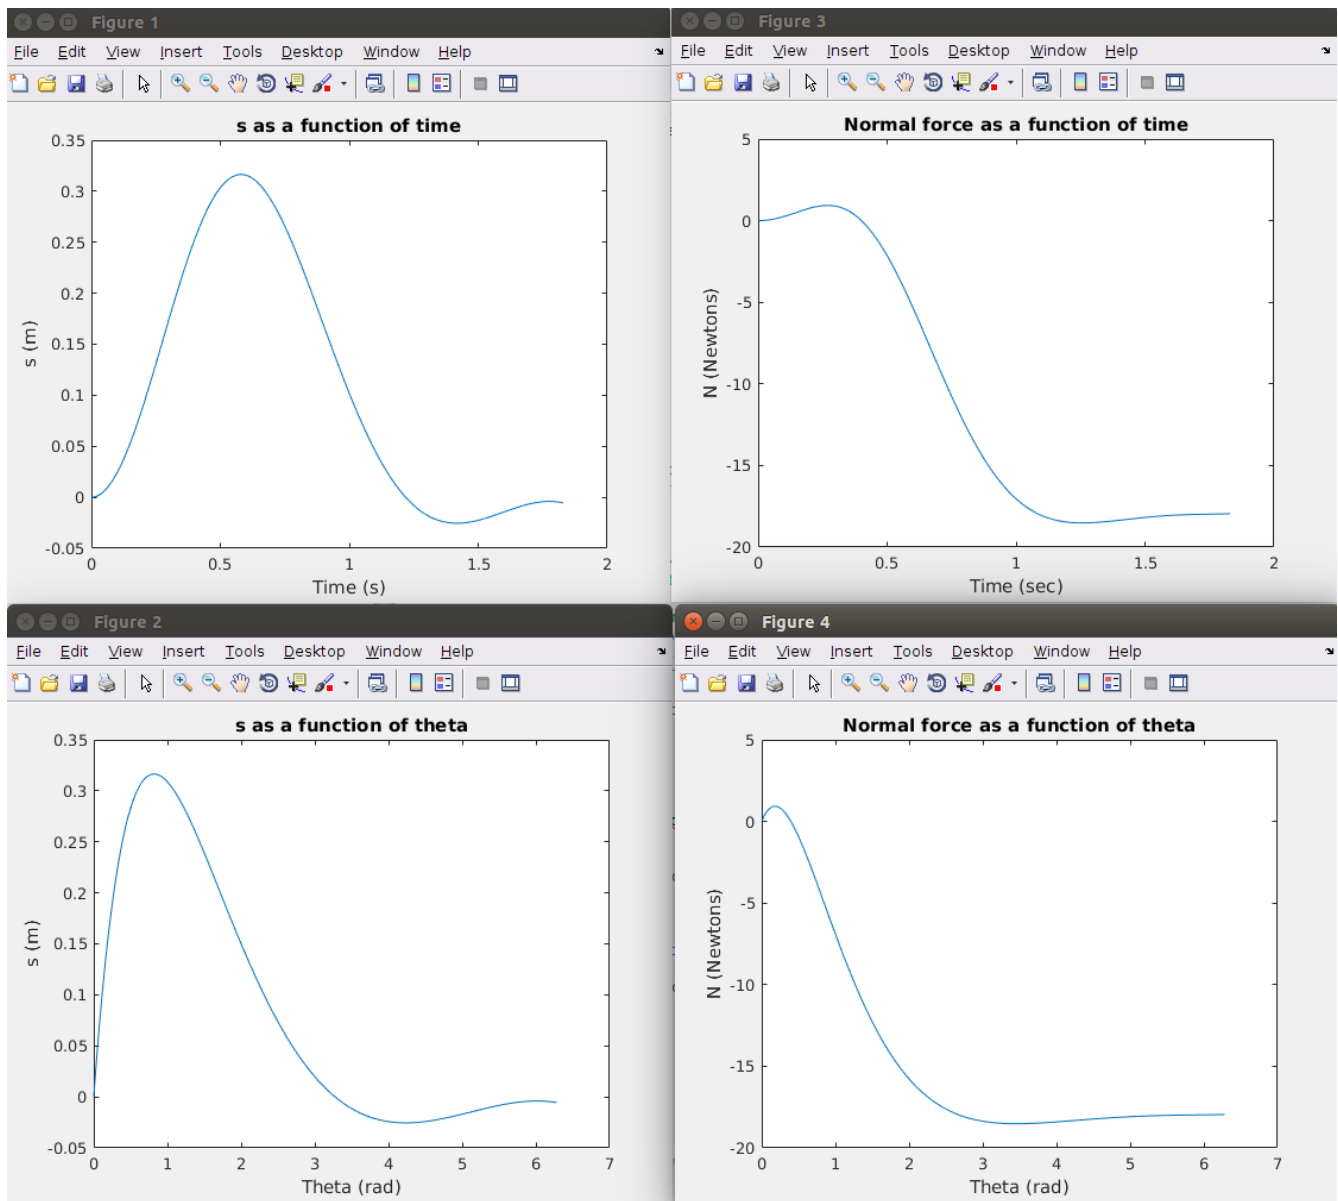 Figure 1
File Edit View Insert Tools Desktop Window Help
s as a function of time
0.35
0.3
0.25
0.2
0.15
0.1
0.05
0
-0.05
s (m)
0 0.5 1 1.5 2
Time (s)
Figure 3
File Edit View Insert Tools Desktop Window Help
Normal force as a function of time
5
0
-5
-10
-15
-20
N (Newtons)
0 0.5 1 1.5 2
Time (sec)
Figure 2
File Edit View Insert Tools Desktop Window Help
s as a function of theta
0.35
0.3
0.25
0.2
0.15
0.1
0.05
0
-0.05
s (m)
0 1 2 3 4 5 6 7
Theta (rad)
Figure 4
File Edit View Insert Tools Desktop Window Help
Normal force as a function of theta
5
0
-5
-10
-15
-20
N (Newtons)
0 1 2 3 4 5 6 7
Theta (rad)